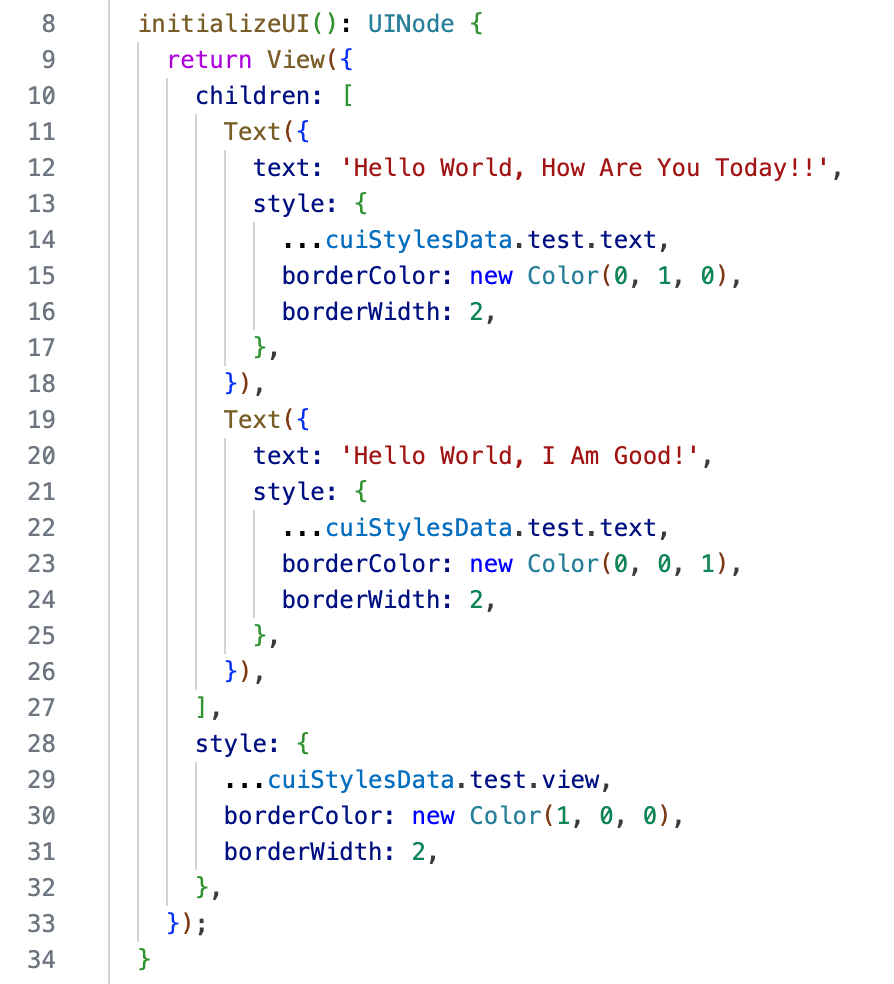 8 initializeUI(): UINode {
9 return View({
10 children: [
11 Text({
12 text: 'Hello World, How Are You Today!!',
13 style: {
14 ...cuiStylesData.test.text,
15 borderColor: new Color(0, 1, 0),
16 borderWidth: 2,
17 },
18 }),
19 Text({
20 text: 'Hello World, I Am Good!',
21 style: {
22 ...cuiStylesData.test.text,
23 borderColor: new Color(0, 0, 1),
24 borderWidth: 2,
25 },
26 }),
27 ],
28 style: {
29 ...cuiStylesData.test.view,
30 borderColor: new Color(1, 0, 0),
31 borderWidth: 2,
32 },
33 });
34 }